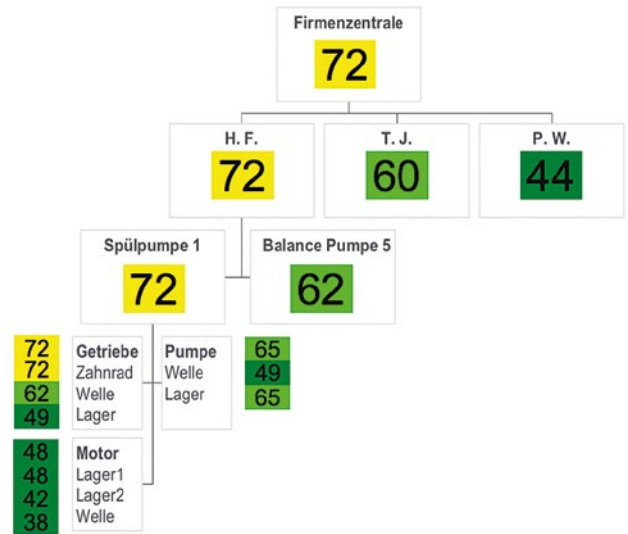 Firmenzentrale
72
H. F.
72
T. J.
60
P. W.
44
Spülpumpe 1
72
Balance Pumpe 5
62
72
72
62
49
Getriebe
Zahnrad
Welle
Lager
Pumpe
Welle
Lager
65
49
65
48
48
42
38
Motor
Lager1
Lager2
Welle